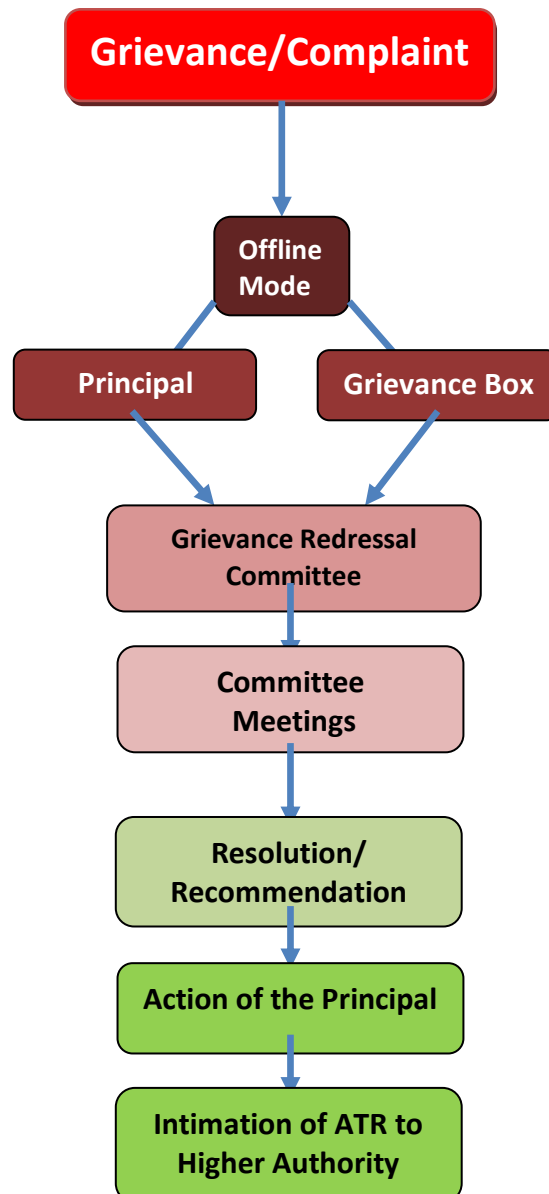 Grievance/Complaint
Offline
Mode
Principal
Grievance Box
Grievance Redressal
Committee
Committee
Meetings
Resolution/
Recommendation
Action of the Principal
Intimation of ATR to
Higher Authority